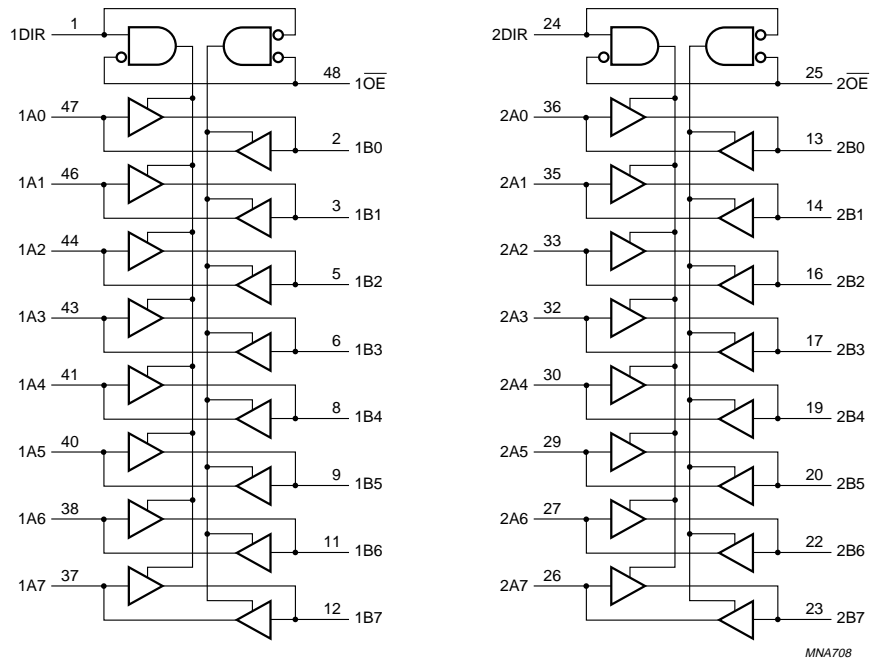 1DIR 1 2DIR 24
48 1O̅E̅ 25 2O̅E̅
1A0 47 2A0 36
2 1B0 13 2B0
1A1 46 2A1 35
3 1B1 14 2B1
1A2 44 2A2 33
5 1B2 16 2B2
1A3 43 2A3 32
6 1B3 17 2B3
1A4 41 2A4 30
8 1B4 19 2B4
1A5 40 2A5 29
9 1B5 20 2B5
1A6 38 2A6 27
11 1B6 22 2B6
1A7 37 2A7 26
12 1B7 23 2B7
MNA708